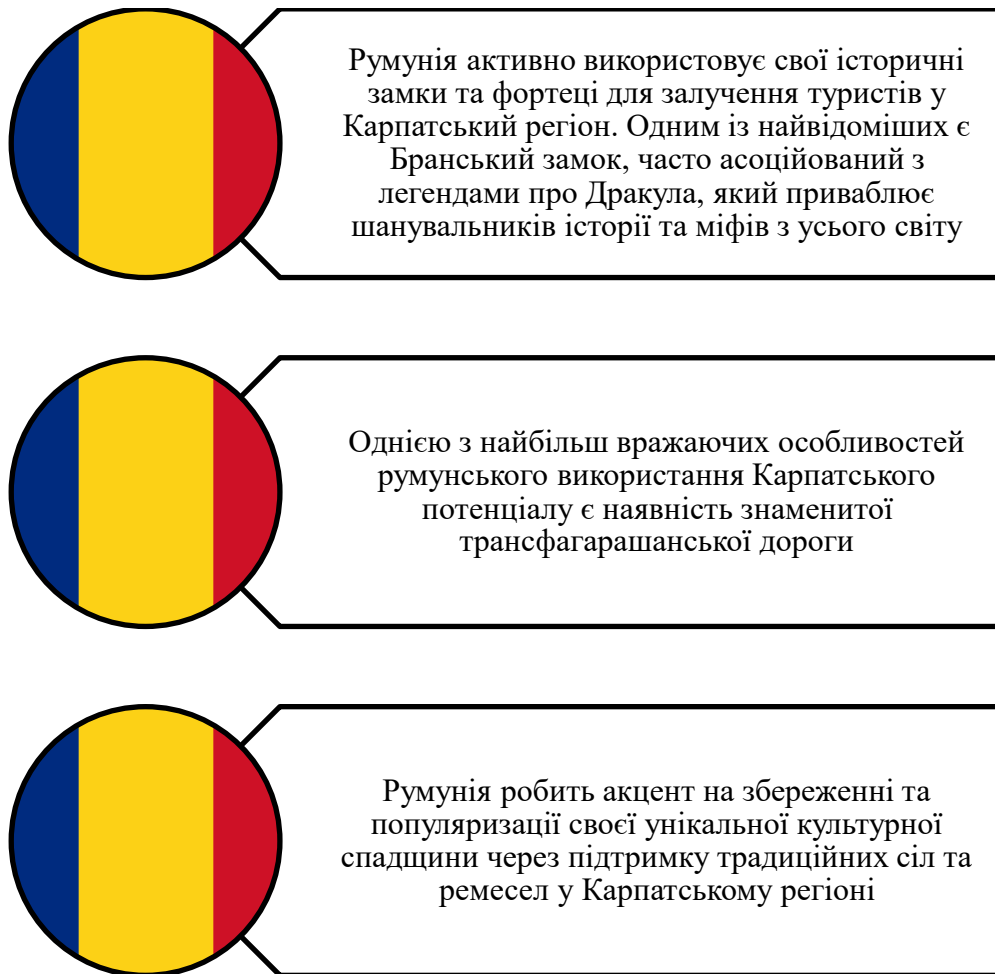 Румунія активно використовує свої історичні
замки та фортеці для залучення туристів у
Карпатський регіон. Одним із найвідоміших є
Бранський замок, часто асоційований з
легендами про Дракула, який приваблює
шанувальників історії та міфів з усього світу
Однією з найбільш вражаючих особливостей
румунського використання Карпатського
потенціалу є наявність знаменитої
трансфагарашанської дороги
Румунія робить акцент на збереженні та
популяризації своєї унікальної культурної
спадщини через підтримку традиційних сіл та
ремесел у Карпатському регіоні